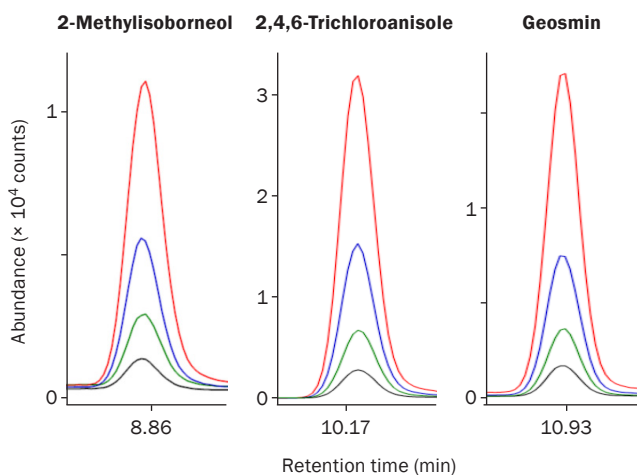 2-Methylisoborneol
2,4,6-Trichloroanisole
Geosmin
Abundance (× 10⁴ counts)
1
0
8.86
3
2
1
0
10.17
1
0
10.93
Retention time (min)